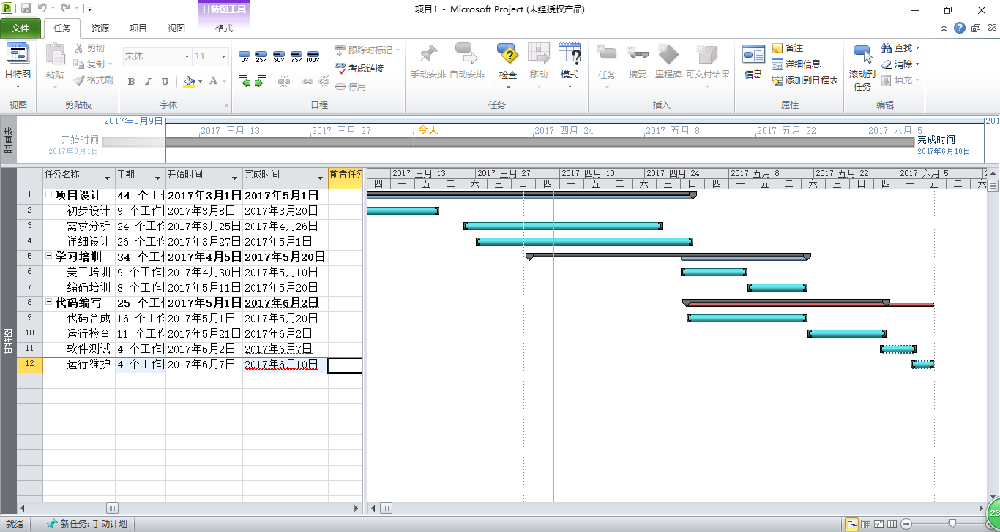 项目1 - Microsoft Project (未经授权产品)
甘特图工具
文件 任务 资源 项目 视图 格式
甘特图 粘贴 剪切 复制 格式刷
宋体 11
B I U A
0% 25% 50% 75% 100%
跟踪时标记
考虑链接
停用
手动安排 自动安排 检查 移动 模式
任务 摘要 里程碑 可交付结果
信息 备注 详细信息 添加到日程表
滚动到任务 查找 清除 填充
视图 剪贴板 字体 日程 任务 插入 属性 编辑
时间表
2017年3月9日
2017 三月 13 2017 三月 27 今天 2017 四月 24 2017 五月 8 2017 五月 22 2017 六月 5
开始时间
2017年3月1日
完成时间
2017年6月10日
甘特图
任务名称 工期 开始时间 完成时间 前置任务
2017 三月 13 2017 三月 27 2017 四月 10 2017 四月 24 2017 五月 8 2017 五月 22 2017 六月 5
四 一 五 二 六 三 日 四 一 五 二 六 三 日 四 一 五 二 六 三 日 四 一 五 二 六
1 项目设计 44 个工作 2017年3月1日 2017年5月1日
2 初步设计 9 个工作 2017年3月8日 2017年3月20日
3 需求分析 24 个工作 2017年3月25日 2017年4月26日
4 详细设计 26 个工作 2017年3月27日 2017年5月1日
5 学习培训 34 个工作 2017年4月5日 2017年5月20日
6 美工培训 9 个工作 2017年4月30日 2017年5月10日
7 编码培训 8 个工作 2017年5月11日 2017年5月20日
8 代码编写 25 个工作 2017年5月1日 2017年6月2日
9 代码合成 16 个工作 2017年5月1日 2017年5月20日
10 运行检查 11 个工作 2017年5月21日 2017年6月2日
11 软件测试 4 个工作 2017年6月2日 2017年6月7日
12 运行维护 4 个工作 2017年6月7日 2017年6月10日
就绪 新任务: 手动计划